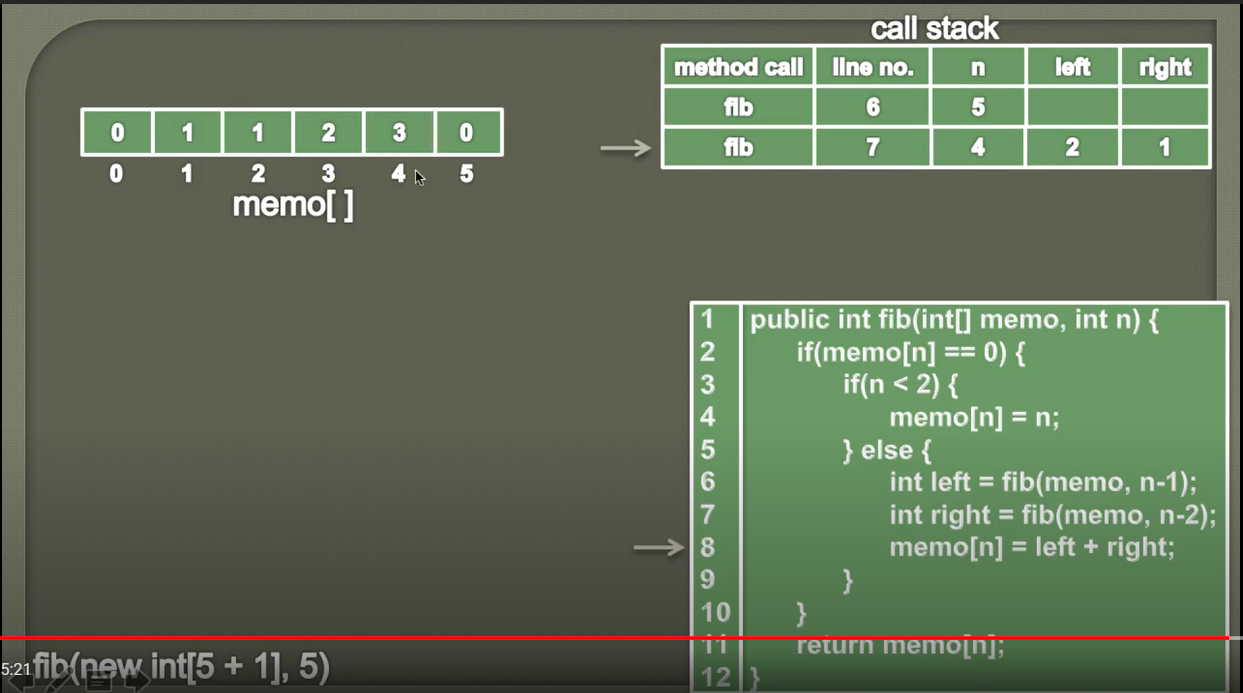 call stack
method call line no. n left right
fib 6 5
fib 7 4 2 1
0 1 1 2 3 0
0 1 2 3 4 5
memo[ ]
1 public int fib(int[] memo, int n) {
2 if(memo[n] == 0) {
3 if(n < 2) {
4 memo[n] = n;
5 } else {
6 int left = fib(memo, n-1);
7 int right = fib(memo, n-2);
8 memo[n] = left + right;
9 }
10 }
11 return memo[n];
12 }
5:21
fib(new int[5 + 1], 5)